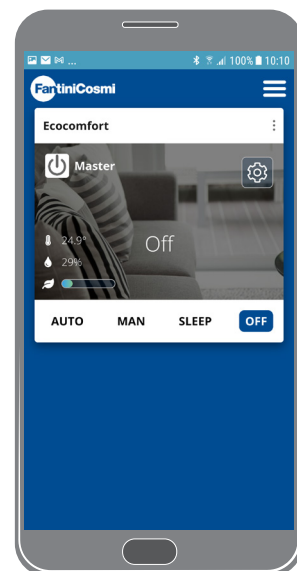 ... 100% 10:10
FantiniCosmi
Ecocomfort
Master
24.9°
Off
29%
AUTO MAN SLEEP OFF